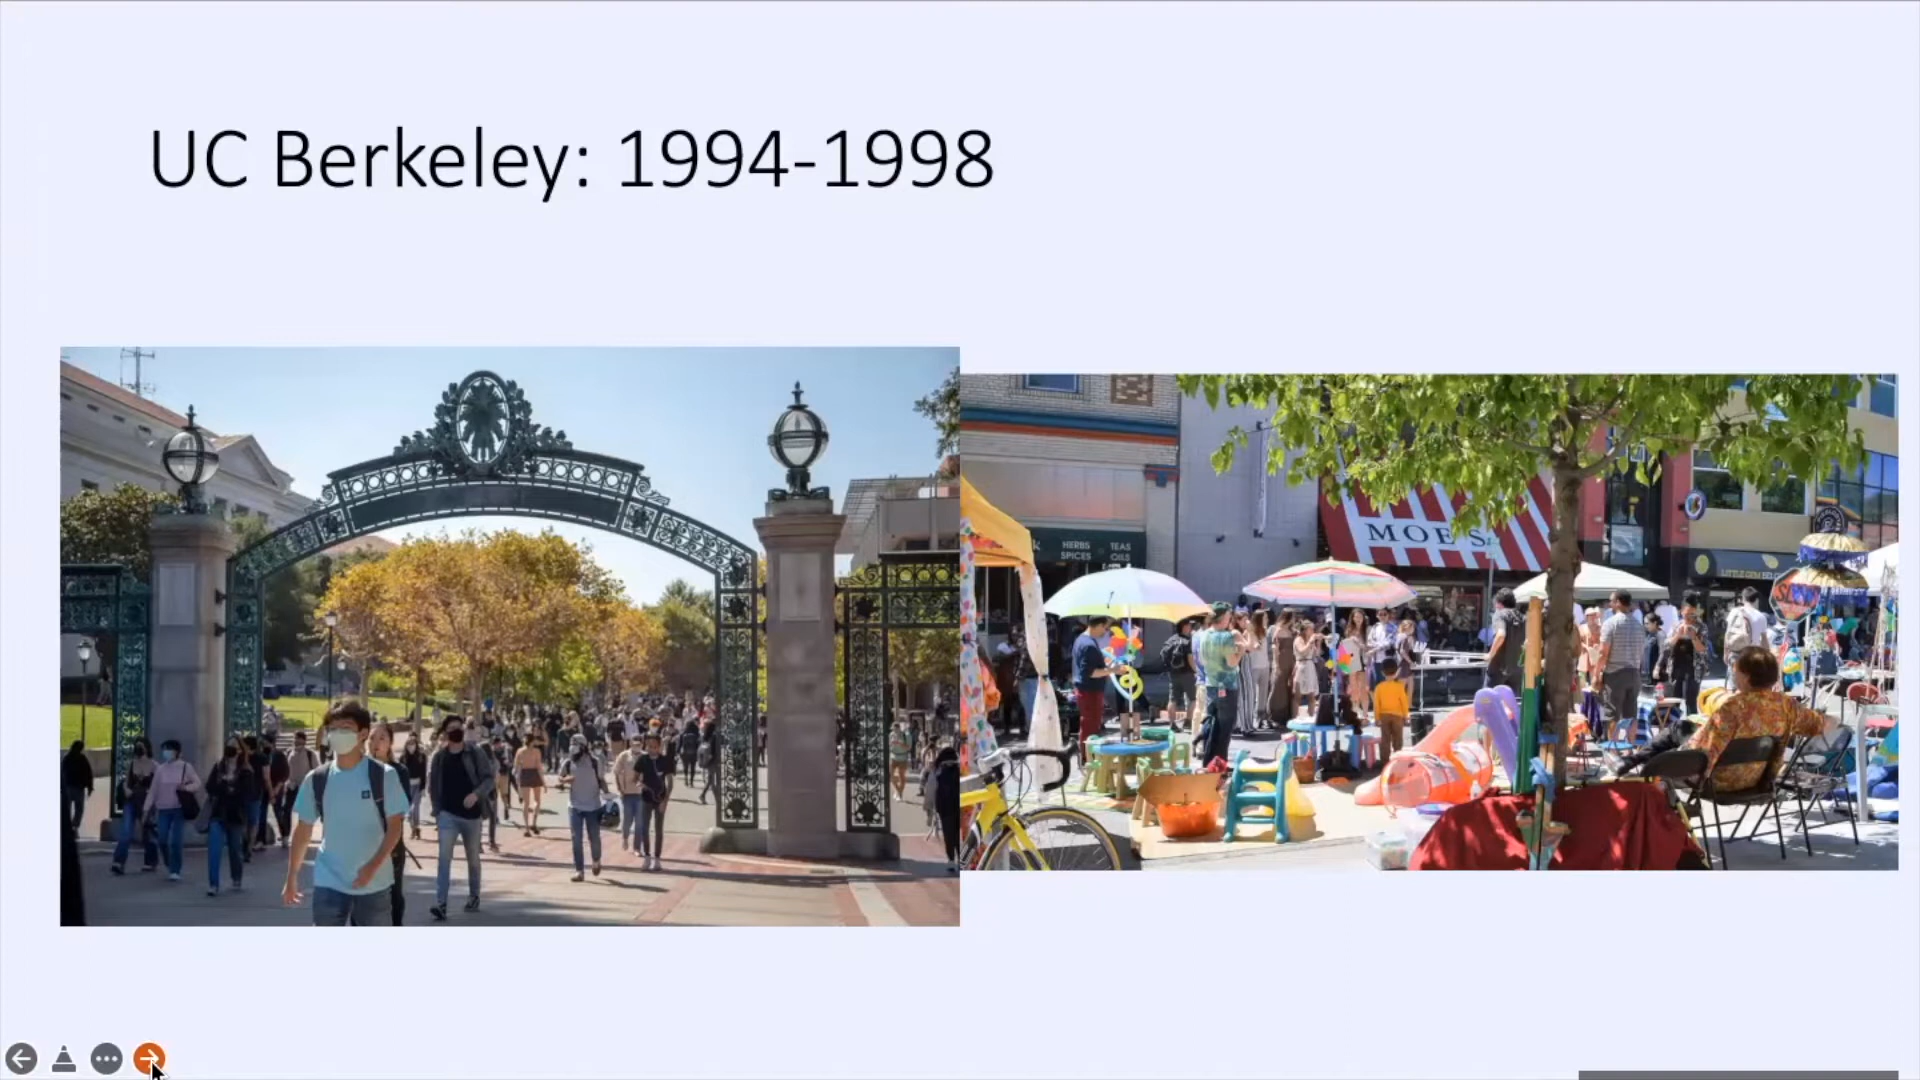 UC Berkeley: 1994-1998
MOE'S
HERBS
SPICES
TEAS
OILS